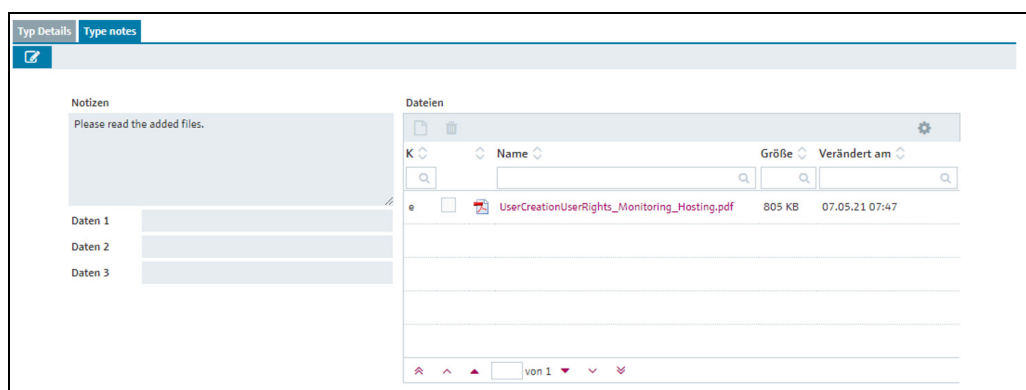 Typ Details Type notes
Notizen
Please read the added files.
Daten 1
Daten 2
Daten 3
Dateien
K Name Größe Verändert am
e UserCreationUserRights_Monitoring_Hosting.pdf 805 KB 07.05.21 07:47
von 1